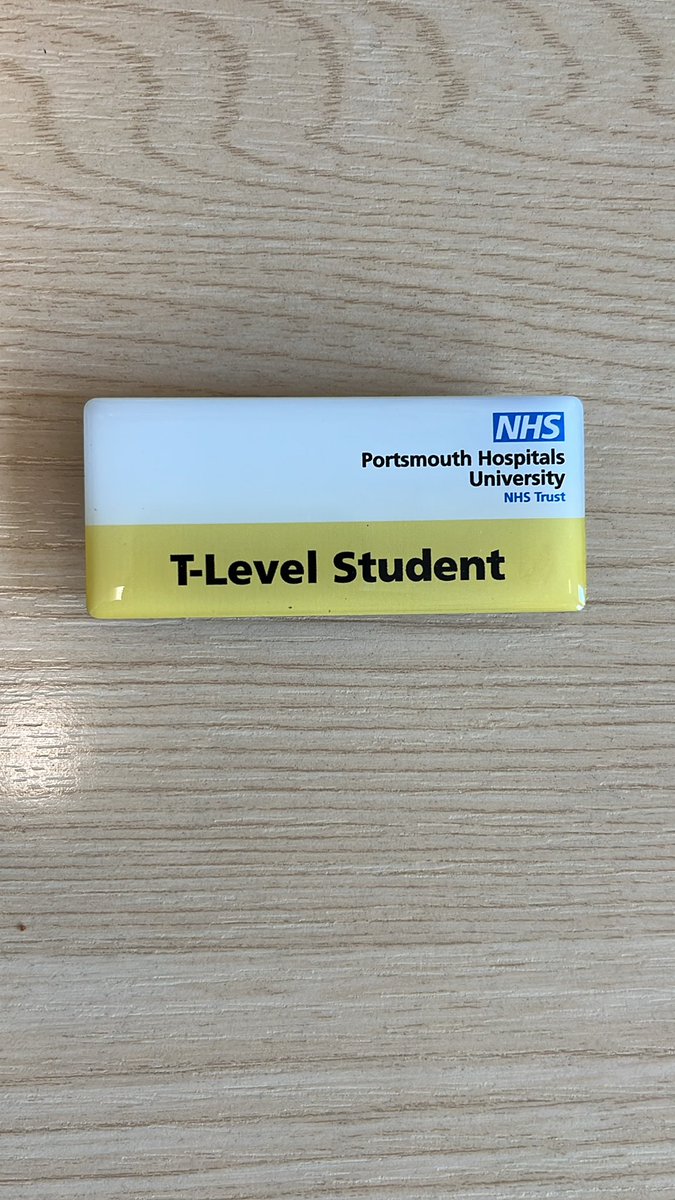 NHS
Portsmouth Hospitals
University
NHS Trust
T-Level Student